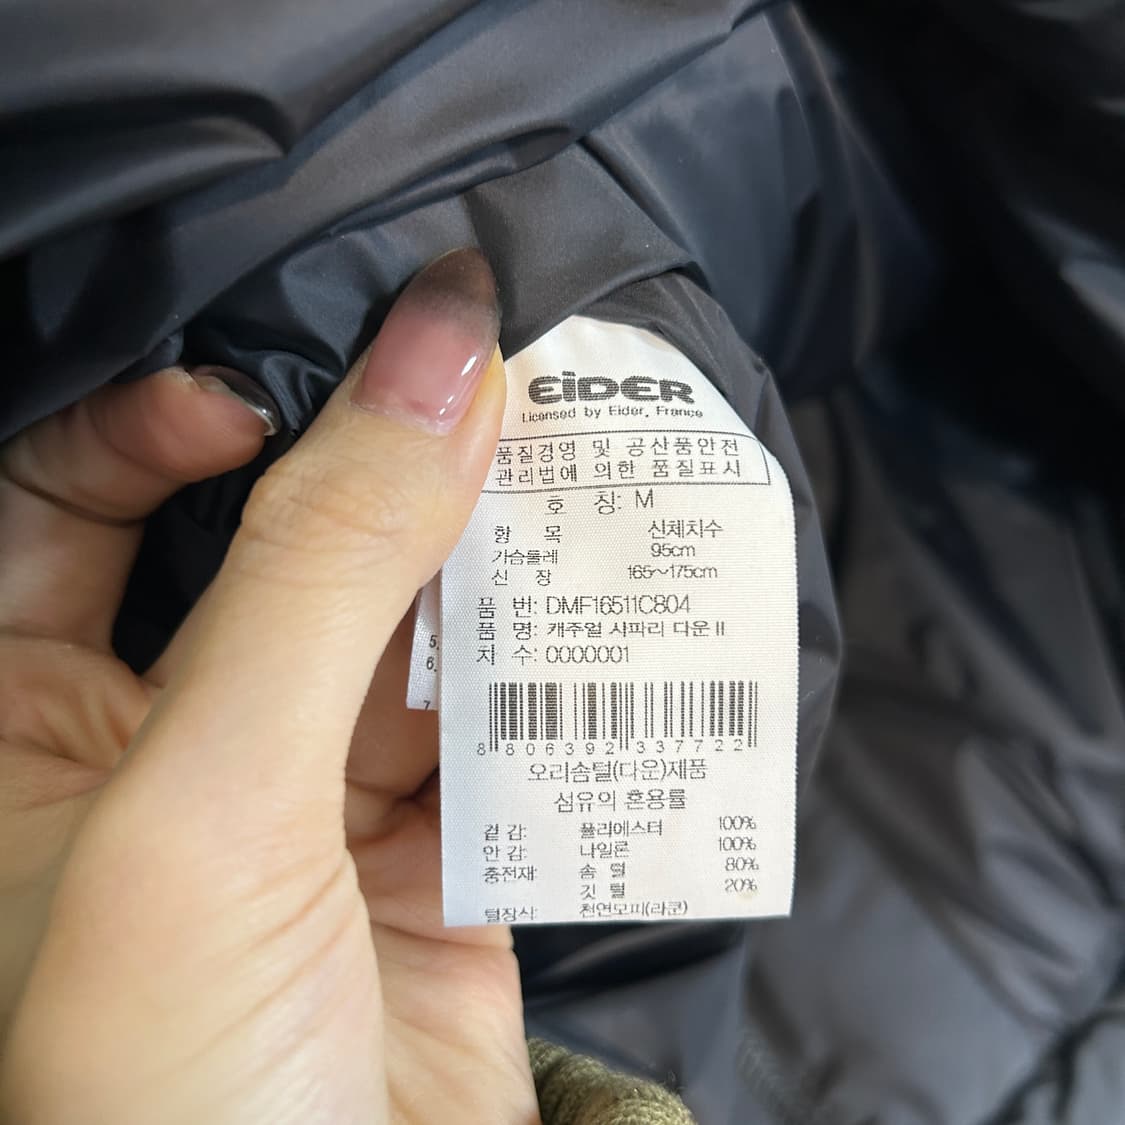 EiDER
Licensed by Eider, France
품질경영 및 공산품안전
관리법에 의한 품질표시
호 칭: M
항 목 신체치수
가슴둘레 95cm
신 장 165~175cm
품 번: DMF16511C804
품 명: 캐주얼 사파리 다운 II
차 수: 0000001
8 806392 337722
오리솜털(다운)제품
섬유의 혼용률
겉 감: 폴리에스터 100%
안 감: 나일론 100%
충전재: 솜 털 80%
깃 털 20%
털장식: 천연모피(라쿤)
5.
6.
7